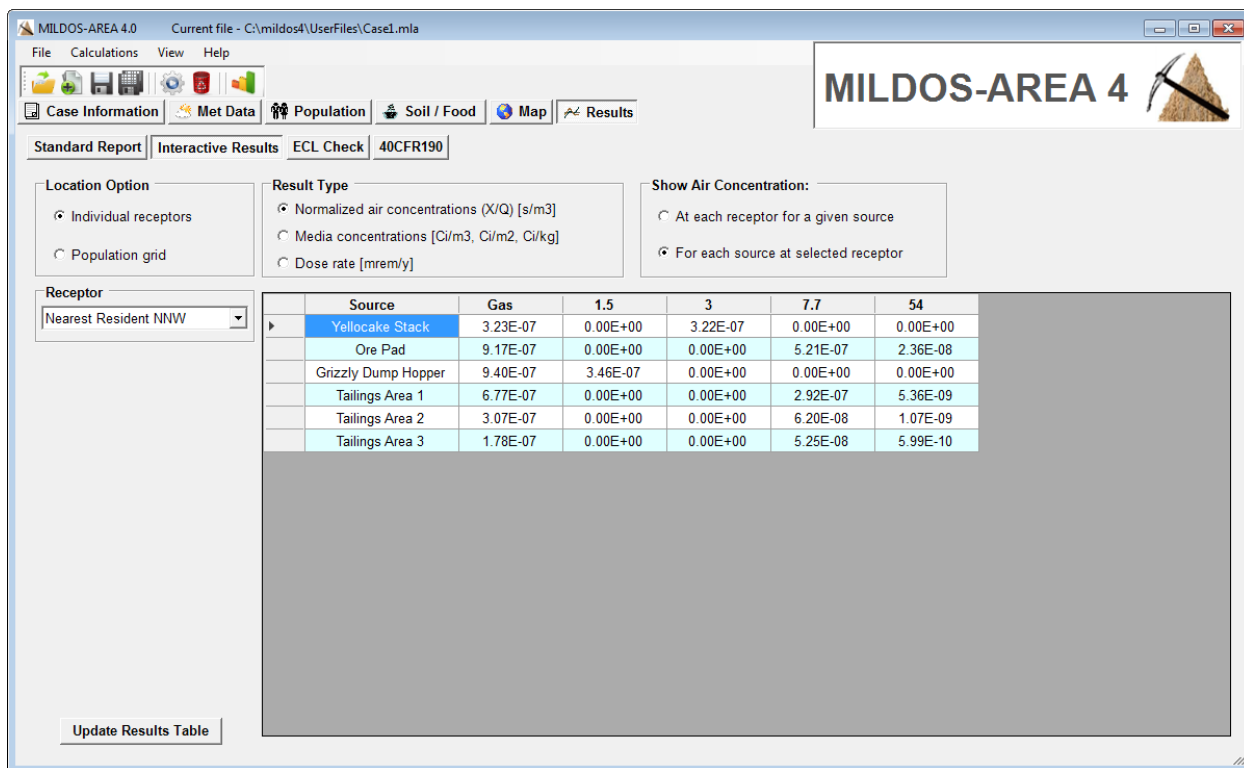 MILDOS-AREA 4.0 Current file - C:\mildos4\UserFiles\Case1.mla
File Calculations View Help
MILDOS-AREA 4
Case Information Met Data Population Soil / Food Map Results
Standard Report Interactive Results ECL Check 40CFR190
Location Option
Individual receptors
Population grid
Result Type
Normalized air concentrations (X/Q) [s/m3]
Media concentrations [Ci/m3, Ci/m2, Ci/kg]
Dose rate [mrem/y]
Show Air Concentration:
At each receptor for a given source
For each source at selected receptor
Receptor
Nearest Resident NNW
Source Gas 1.5 3 7.7 54
Yellocake Stack 3.23E-07 0.00E+00 3.22E-07 0.00E+00 0.00E+00
Ore Pad 9.17E-07 0.00E+00 0.00E+00 5.21E-07 2.36E-08
Grizzly Dump Hopper 9.40E-07 3.46E-07 0.00E+00 0.00E+00 0.00E+00
Tailings Area 1 6.77E-07 0.00E+00 0.00E+00 2.92E-07 5.36E-09
Tailings Area 2 3.07E-07 0.00E+00 0.00E+00 6.20E-08 1.07E-09
Tailings Area 3 1.78E-07 0.00E+00 0.00E+00 5.25E-08 5.99E-10
Update Results Table